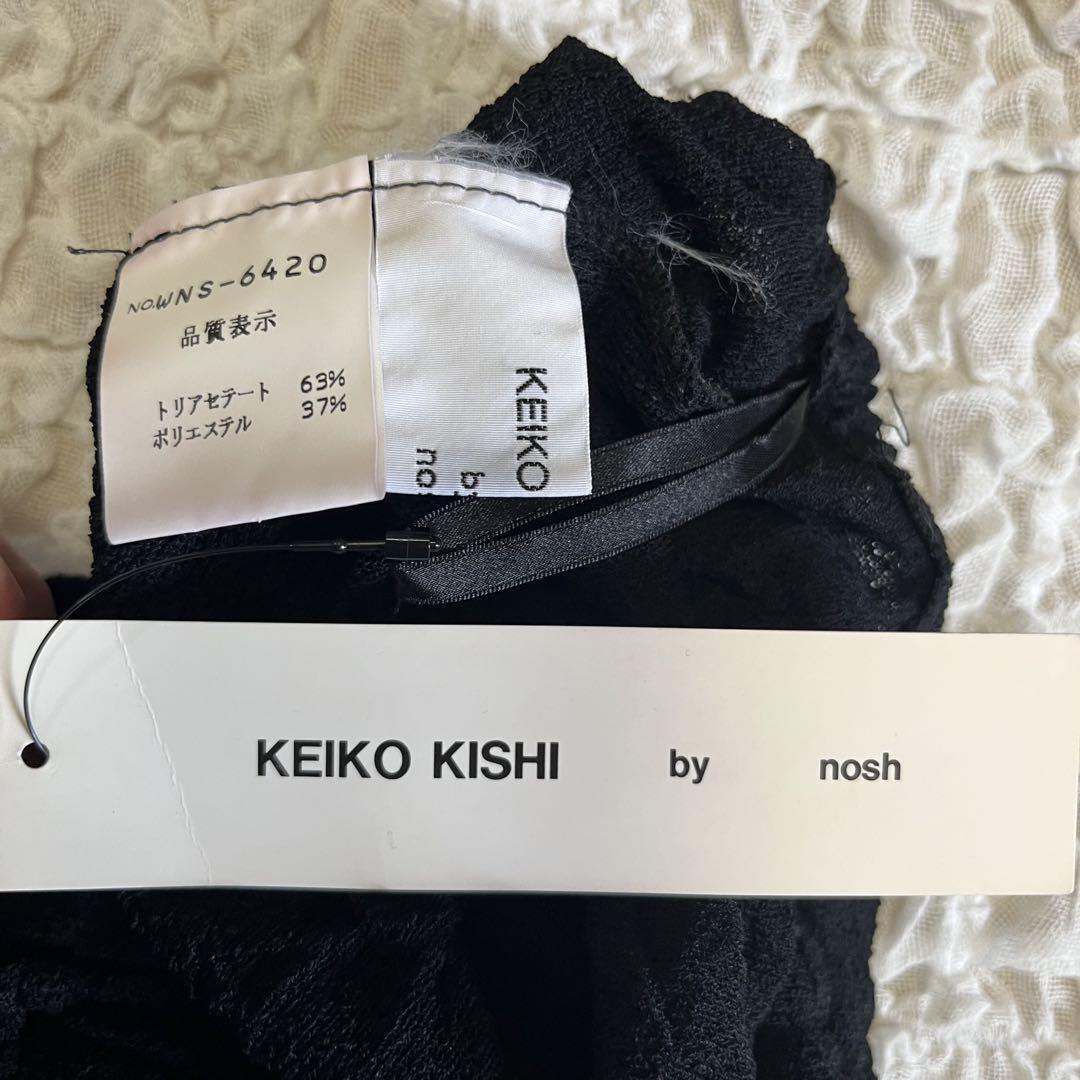 NO.WNS-6420
品質表示
トリアセテート 63%
ポリエステル 37%
KEIKO
by
KEIKO KISHI by nosh